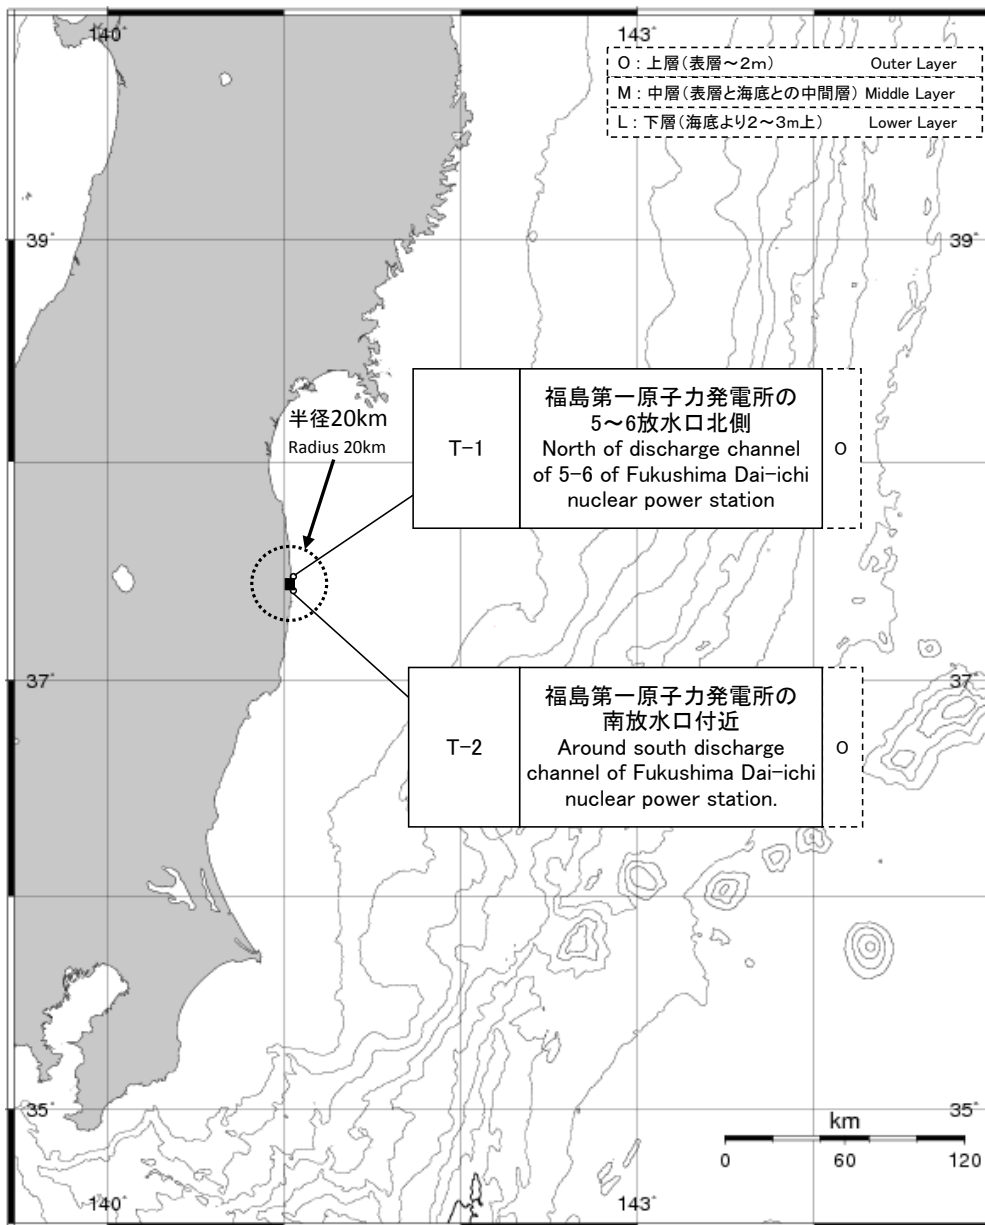 140°
143°
O : 上層(表層～2m) Outer Layer
M : 中層(表層と海底との中間層) Middle Layer
L : 下層(海底より2～3m上) Lower Layer
39°
39°
半径20km
Radius 20km
T-1
福島第一原子力発電所の
5～6放水口北側
North of discharge channel
of 5-6 of Fukushima Dai-ichi
nuclear power station
O
37°
37°
T-2
福島第一原子力発電所の
南放水口付近
Around south discharge
channel of Fukushima Dai-ichi
nuclear power station.
O
35°
35°
km
0 60 120
140°
143°